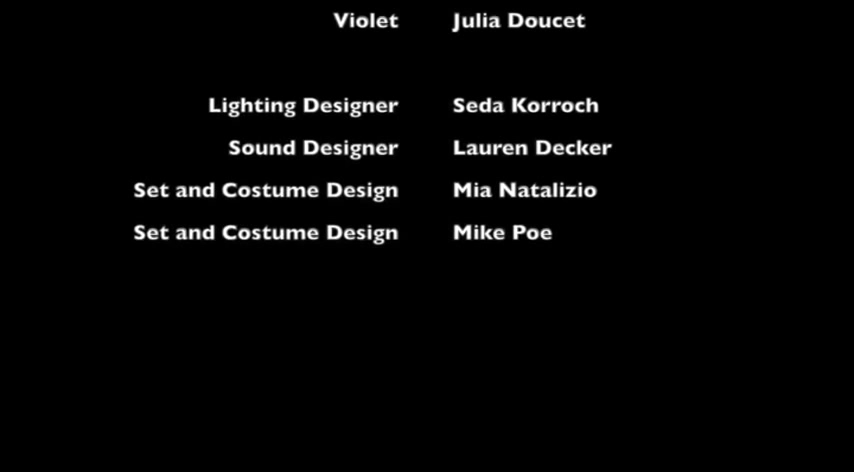 Violet Julia Doucet
Lighting Designer Seda Korroch
Sound Designer Lauren Decker
Set and Costume Design Mia Natalizio
Set and Costume Design Mike Poe